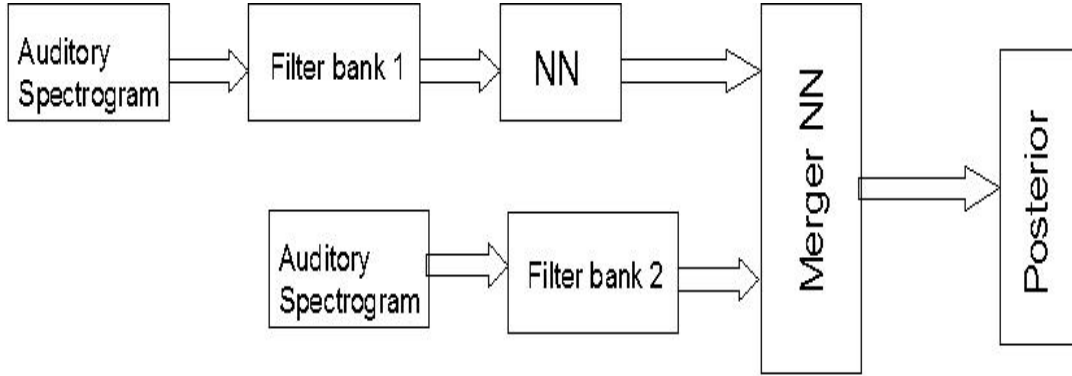 Auditory
Spectrogram
Filter bank 1
NN
Merger NN
Posterior
Auditory
Spectrogram
Filter bank 2